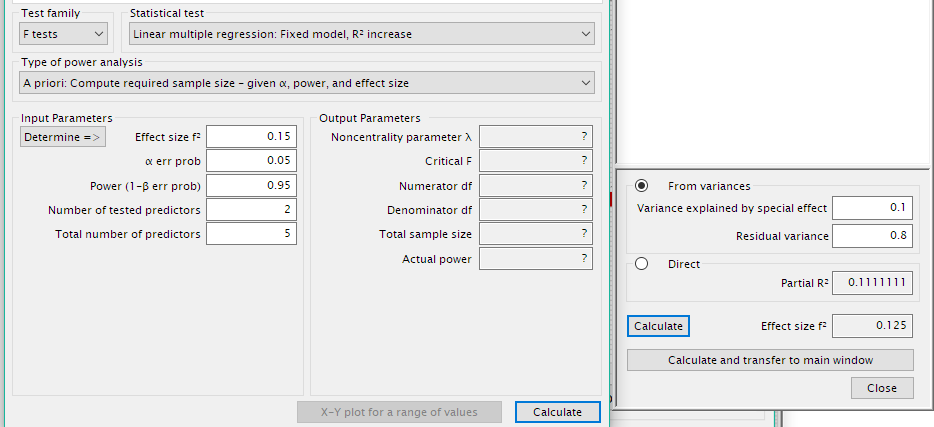 Test family
Statistical test
F tests
Linear multiple regression: Fixed model, R² increase
Type of power analysis
A priori: Compute required sample size – given α, power, and effect size
Input Parameters
Output Parameters
Determine =>
Effect size f²
0.15
Noncentrality parameter λ
?
α err prob
0.05
Critical F
?
Power (1-β err prob)
0.95
Numerator df
?
Number of tested predictors
2
Denominator df
?
Total number of predictors
5
Total sample size
?
Actual power
?
X-Y plot for a range of values
Calculate
From variances
Variance explained by special effect
0.1
Residual variance
0.8
Direct
Partial R²
0.1111111
Calculate
Effect size f²
0.125
Calculate and transfer to main window
Close